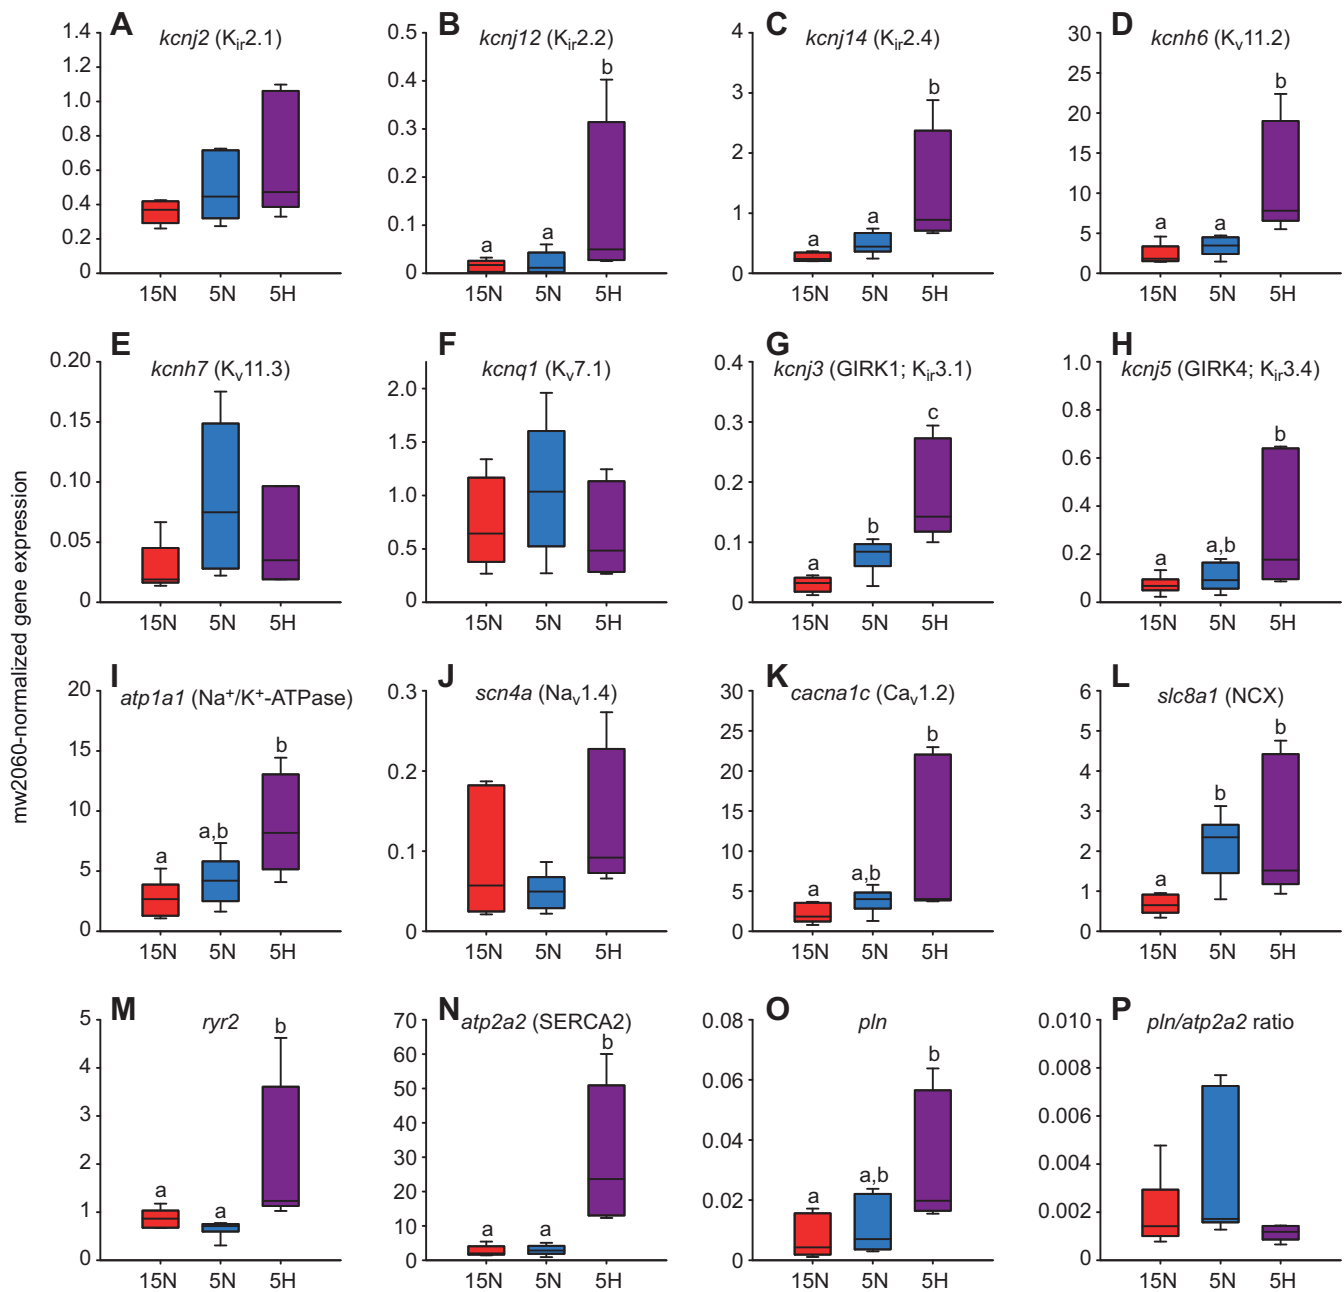 mw2060-normalized gene expression
A kcnj2 (Kir2.1)
1.4
1.2
1.0
0.8
0.6
0.4
0.2
0
15N 5N 5H
B kcnj12 (Kir2.2)
0.5
0.4
0.3
0.2
0.1
0
a a b
15N 5N 5H
C kcnj14 (Kir2.4)
4
3
2
1
0
a a b
15N 5N 5H
D kcnh6 (Kv11.2)
30
25
20
15
10
5
0
a a b
15N 5N 5H
E kcnh7 (Kv11.3)
0.20
0.15
0.10
0.05
0
15N 5N 5H
F kcnq1 (Kv7.1)
2.0
1.5
1.0
0.5
0
15N 5N 5H
G kcnj3 (GIRK1; Kir3.1)
0.4
0.3
0.2
0.1
0
a b c
15N 5N 5H
H kcnj5 (GIRK4; Kir3.4)
1.0
0.8
0.6
0.4
0.2
0
a a,b b
15N 5N 5H
I atp1a1 (Na+/K+-ATPase)
20
15
10
5
0
a a,b b
15N 5N 5H
J scn4a (Nav1.4)
0.3
0.2
0.1
0
15N 5N 5H
K cacna1c (Cav1.2)
30
25
20
15
10
5
0
a a,b b
15N 5N 5H
L slc8a1 (NCX)
6
5
4
3
2
1
0
a b b
15N 5N 5H
M ryr2
5
4
3
2
1
0
a a b
15N 5N 5H
N atp2a2 (SERCA2)
70
60
50
40
30
20
10
0
a a b
15N 5N 5H
O pln
0.08
0.06
0.04
0.02
0
a a,b b
15N 5N 5H
P pln/atp2a2 ratio
0.010
0.008
0.006
0.004
0.002
0
15N 5N 5H